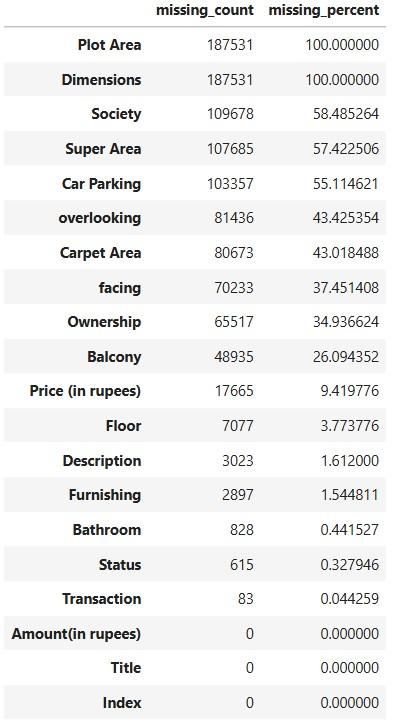 missing_count missing_percent
Plot Area 187531 100.000000
Dimensions 187531 100.000000
Society 109678 58.485264
Super Area 107685 57.422506
Car Parking 103357 55.114621
overlooking 81436 43.425354
Carpet Area 80673 43.018488
facing 70233 37.451408
Ownership 65517 34.936624
Balcony 48935 26.094352
Price (in rupees) 17665 9.419776
Floor 7077 3.773776
Description 3023 1.612000
Furnishing 2897 1.544811
Bathroom 828 0.441527
Status 615 0.327946
Transaction 83 0.044259
Amount(in rupees) 0 0.000000
Title 0 0.000000
Index 0 0.000000